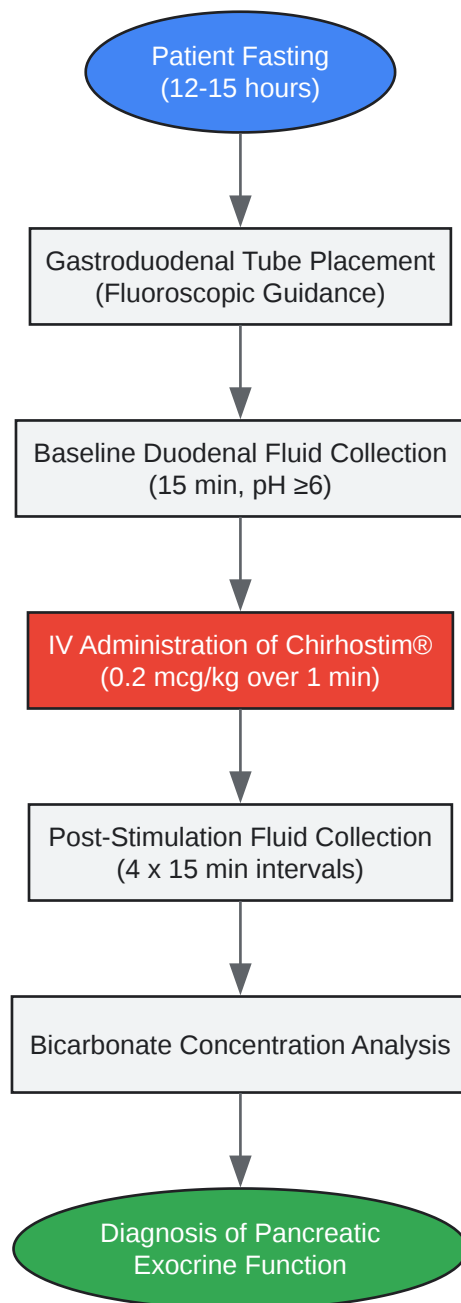 Patient Fasting
(12-15 hours)
Gastroduodenal Tube Placement
(Fluoroscopic Guidance)
Baseline Duodenal Fluid Collection
(15 min, pH ≥6)
IV Administration of Chirhostim®
(0.2 mcg/kg over 1 min)
Post-Stimulation Fluid Collection
(4 x 15 min intervals)
Bicarbonate Concentration Analysis
Diagnosis of Pancreatic
Exocrine Function